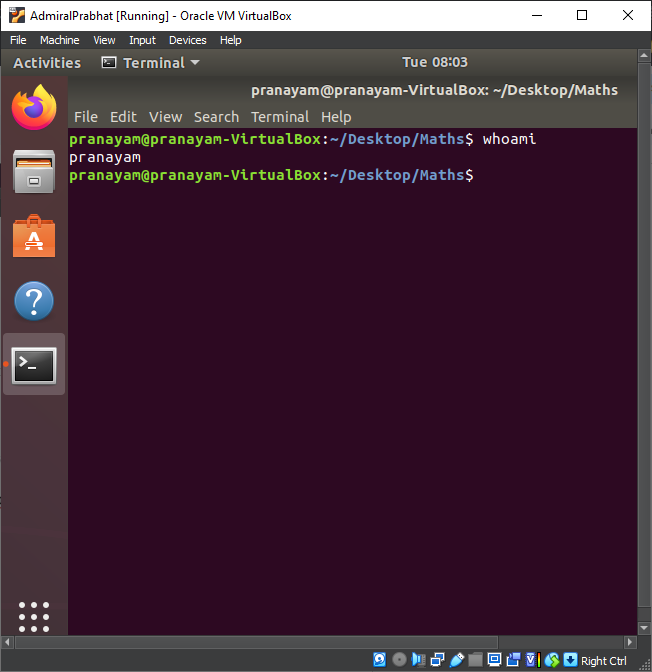 AdmiralPrabhat [Running] - Oracle VM VirtualBox
File Machine View Input Devices Help
Activities Terminal Tue 08:03
pranayam@pranayam-VirtualBox: ~/Desktop/Maths
File Edit View Search Terminal Help
pranayam@pranayam-VirtualBox:~/Desktop/Maths$ whoami
pranayam
pranayam@pranayam-VirtualBox:~/Desktop/Maths$
Right Ctrl